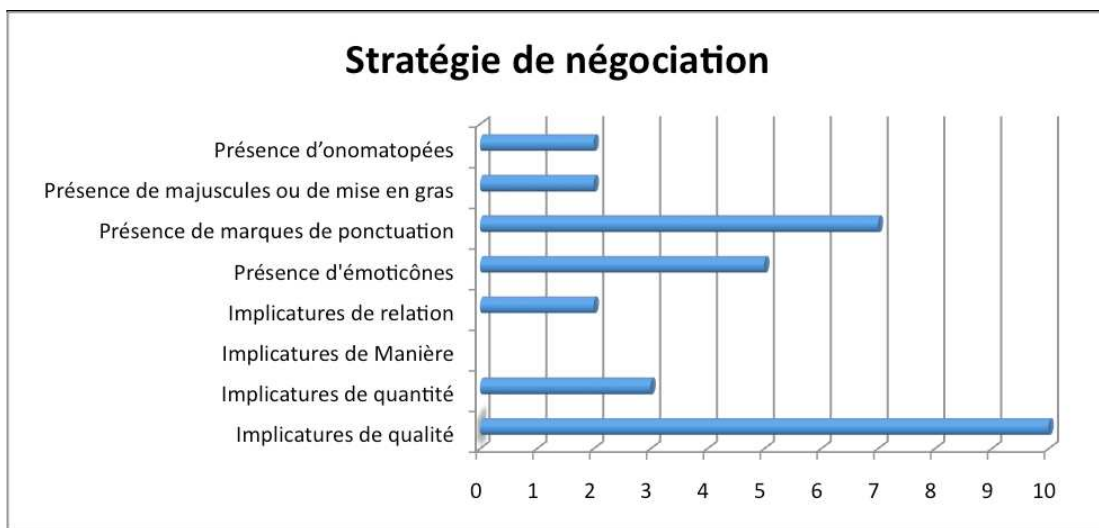 Stratégie de négociation
Présence d’onomatopées
Présence de majuscules ou de mise en gras
Présence de marques de ponctuation
Présence d'émoticônes
Implicatures de relation
Implicatures de Manière
Implicatures de quantité
Implicatures de qualité
0 1 2 3 4 5 6 7 8 9 10